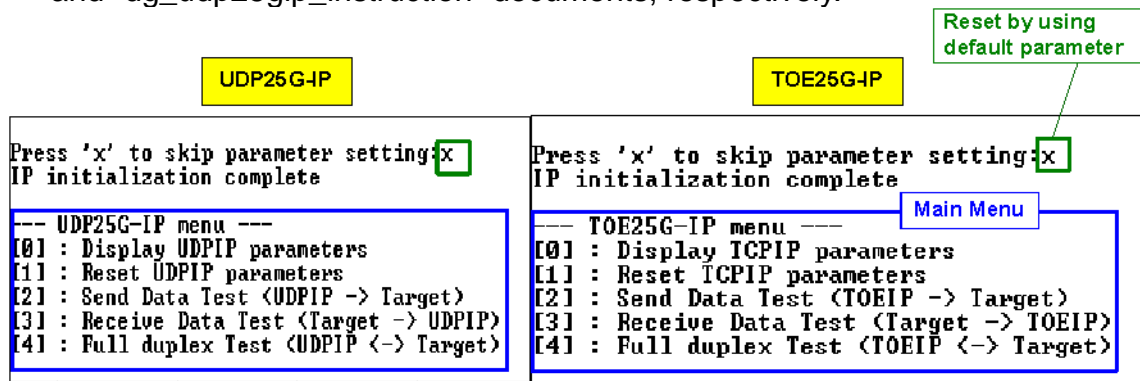 and "dg_udp25gip_instruction" documents, respectively.
Reset by using
default parameter
UDP25G-IP
TOE25G-IP
Press 'x' to skip parameter setting:x
IP initialization complete
--- UDP25G-IP menu ---
[0] : Display UDPIP parameters
[1] : Reset UDPIP parameters
[2] : Send Data Test (UDPIP -> Target)
[3] : Receive Data Test (Target -> UDPIP)
[4] : Full duplex Test (UDPIP <-> Target)
Press 'x' to skip parameter setting:x
IP initialization complete
Main Menu
--- TOE25G-IP menu ---
[0] : Display TCPIP parameters
[1] : Reset TCPIP parameters
[2] : Send Data Test (TOEIP -> Target)
[3] : Receive Data Test (Target -> TOEIP)
[4] : Full duplex Test (TOEIP <-> Target)